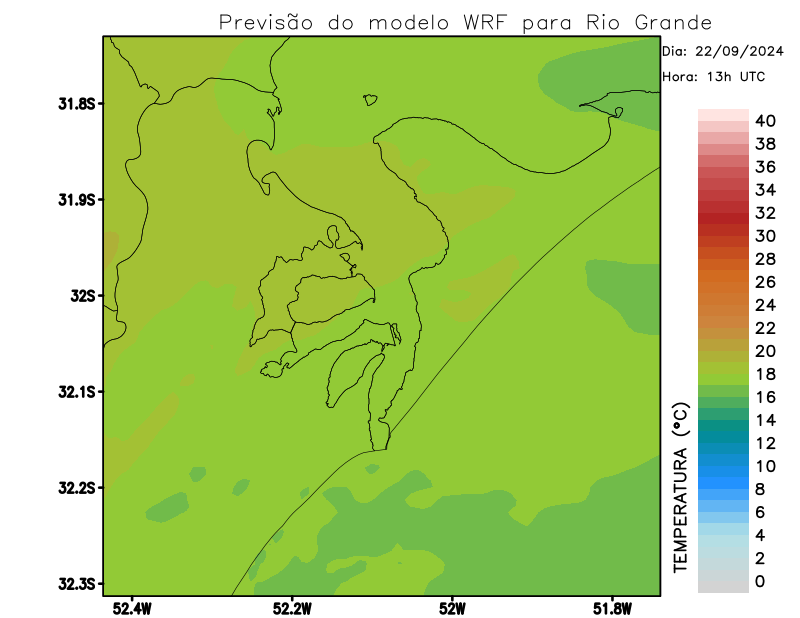 Previsão do modelo WRF para Rio Grande
Dia: 22/09/2024
Hora: 13h UTC
31.8S
31.9S
32S
32.1S
32.2S
32.3S
52.4W
52.2W
52W
51.8W
40
38
36
34
32
30
28
26
24
22
20
18
16
14
12
10
8
6
4
2
0
TEMPERATURA (°C)